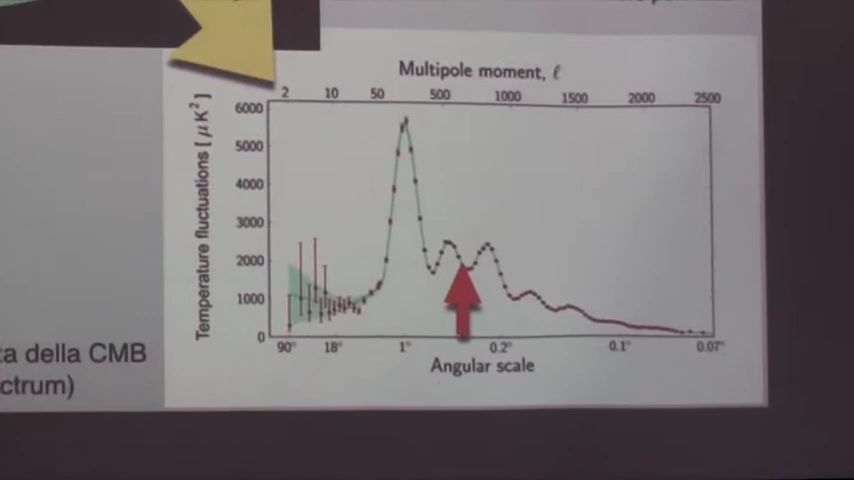 Multipole moment, ℓ
2 10 50 500 1000 1500 2000 2500
Temperature fluctuations [ μK² ]
6000
5000
4000
3000
2000
1000
0
90° 18° 1° 0.2° 0.1° 0.07°
Angular scale
della CMB
ctrum)